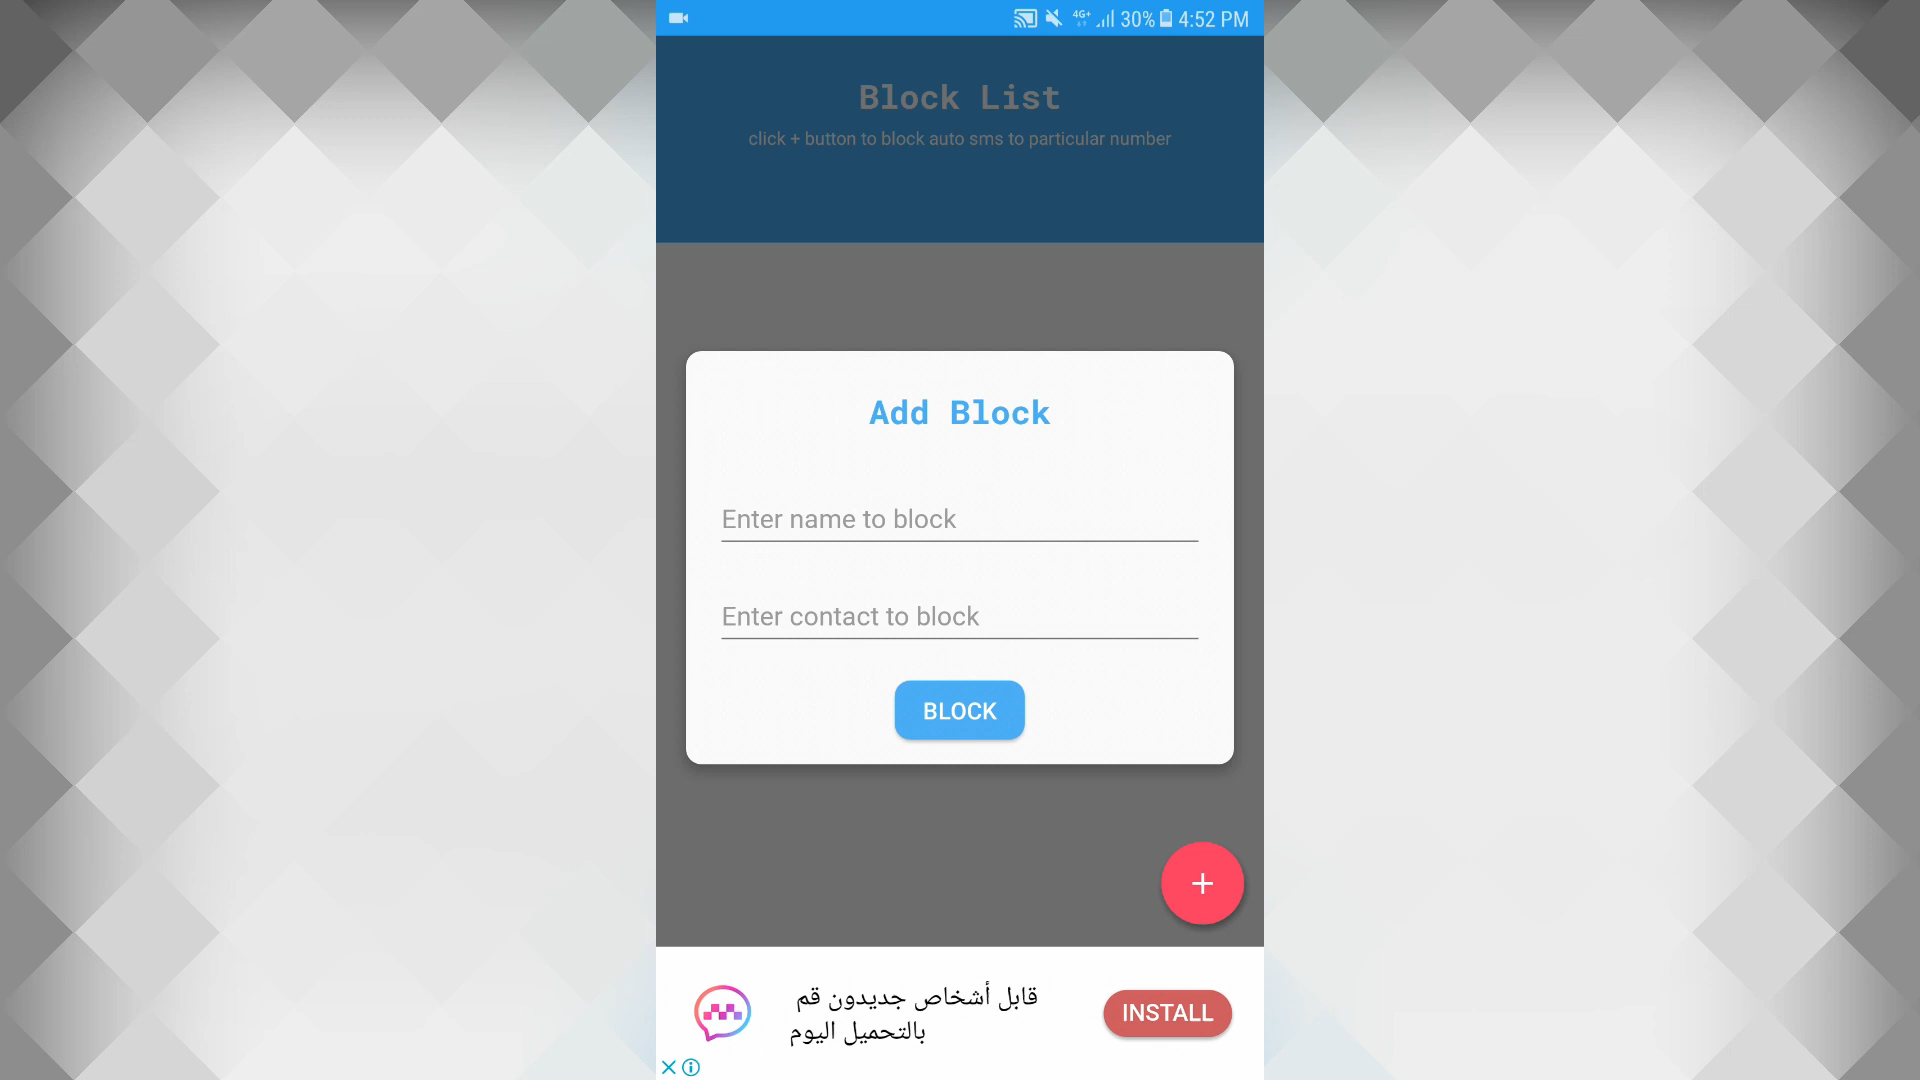 4G+ 30% 4:52 PM
Block List
click + button to block auto sms to particular number
Add Block
Enter name to block
Enter contact to block
BLOCK
+
قابل أشخاص جديدون قم
بالتحميل اليوم
INSTALL